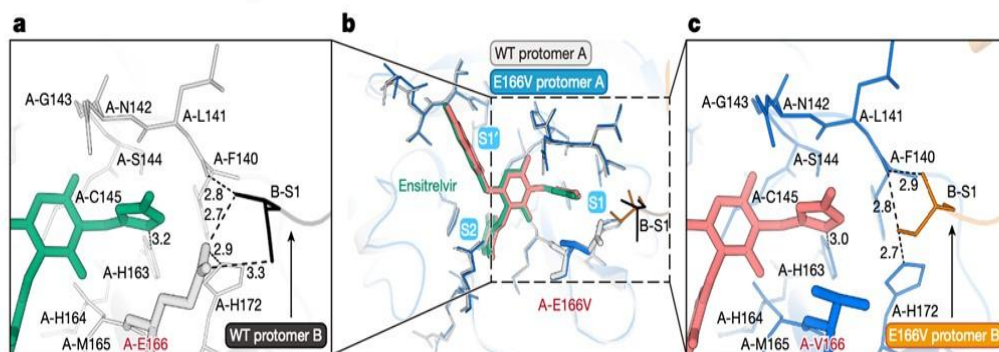 a
A-G143
A-N142
A-L141
A-S144
A-F140
A-C145
2.8
B-S1
2.7
3.2
2.9
3.3
A-H163
A-H172
A-H164
A-M165
A-E166
WT protomer B
b
WT protomer A
E166V protomer A
S1′
Ensitrelvir
S1
S2
B-S1
A-E166V
c
A-G143
A-N142
A-L141
A-S144
A-F140
A-C145
2.9
B-S1
2.8
3.0
2.7
A-H163
A-H172
A-H164
A-M165
A-V166
E166V protomer B